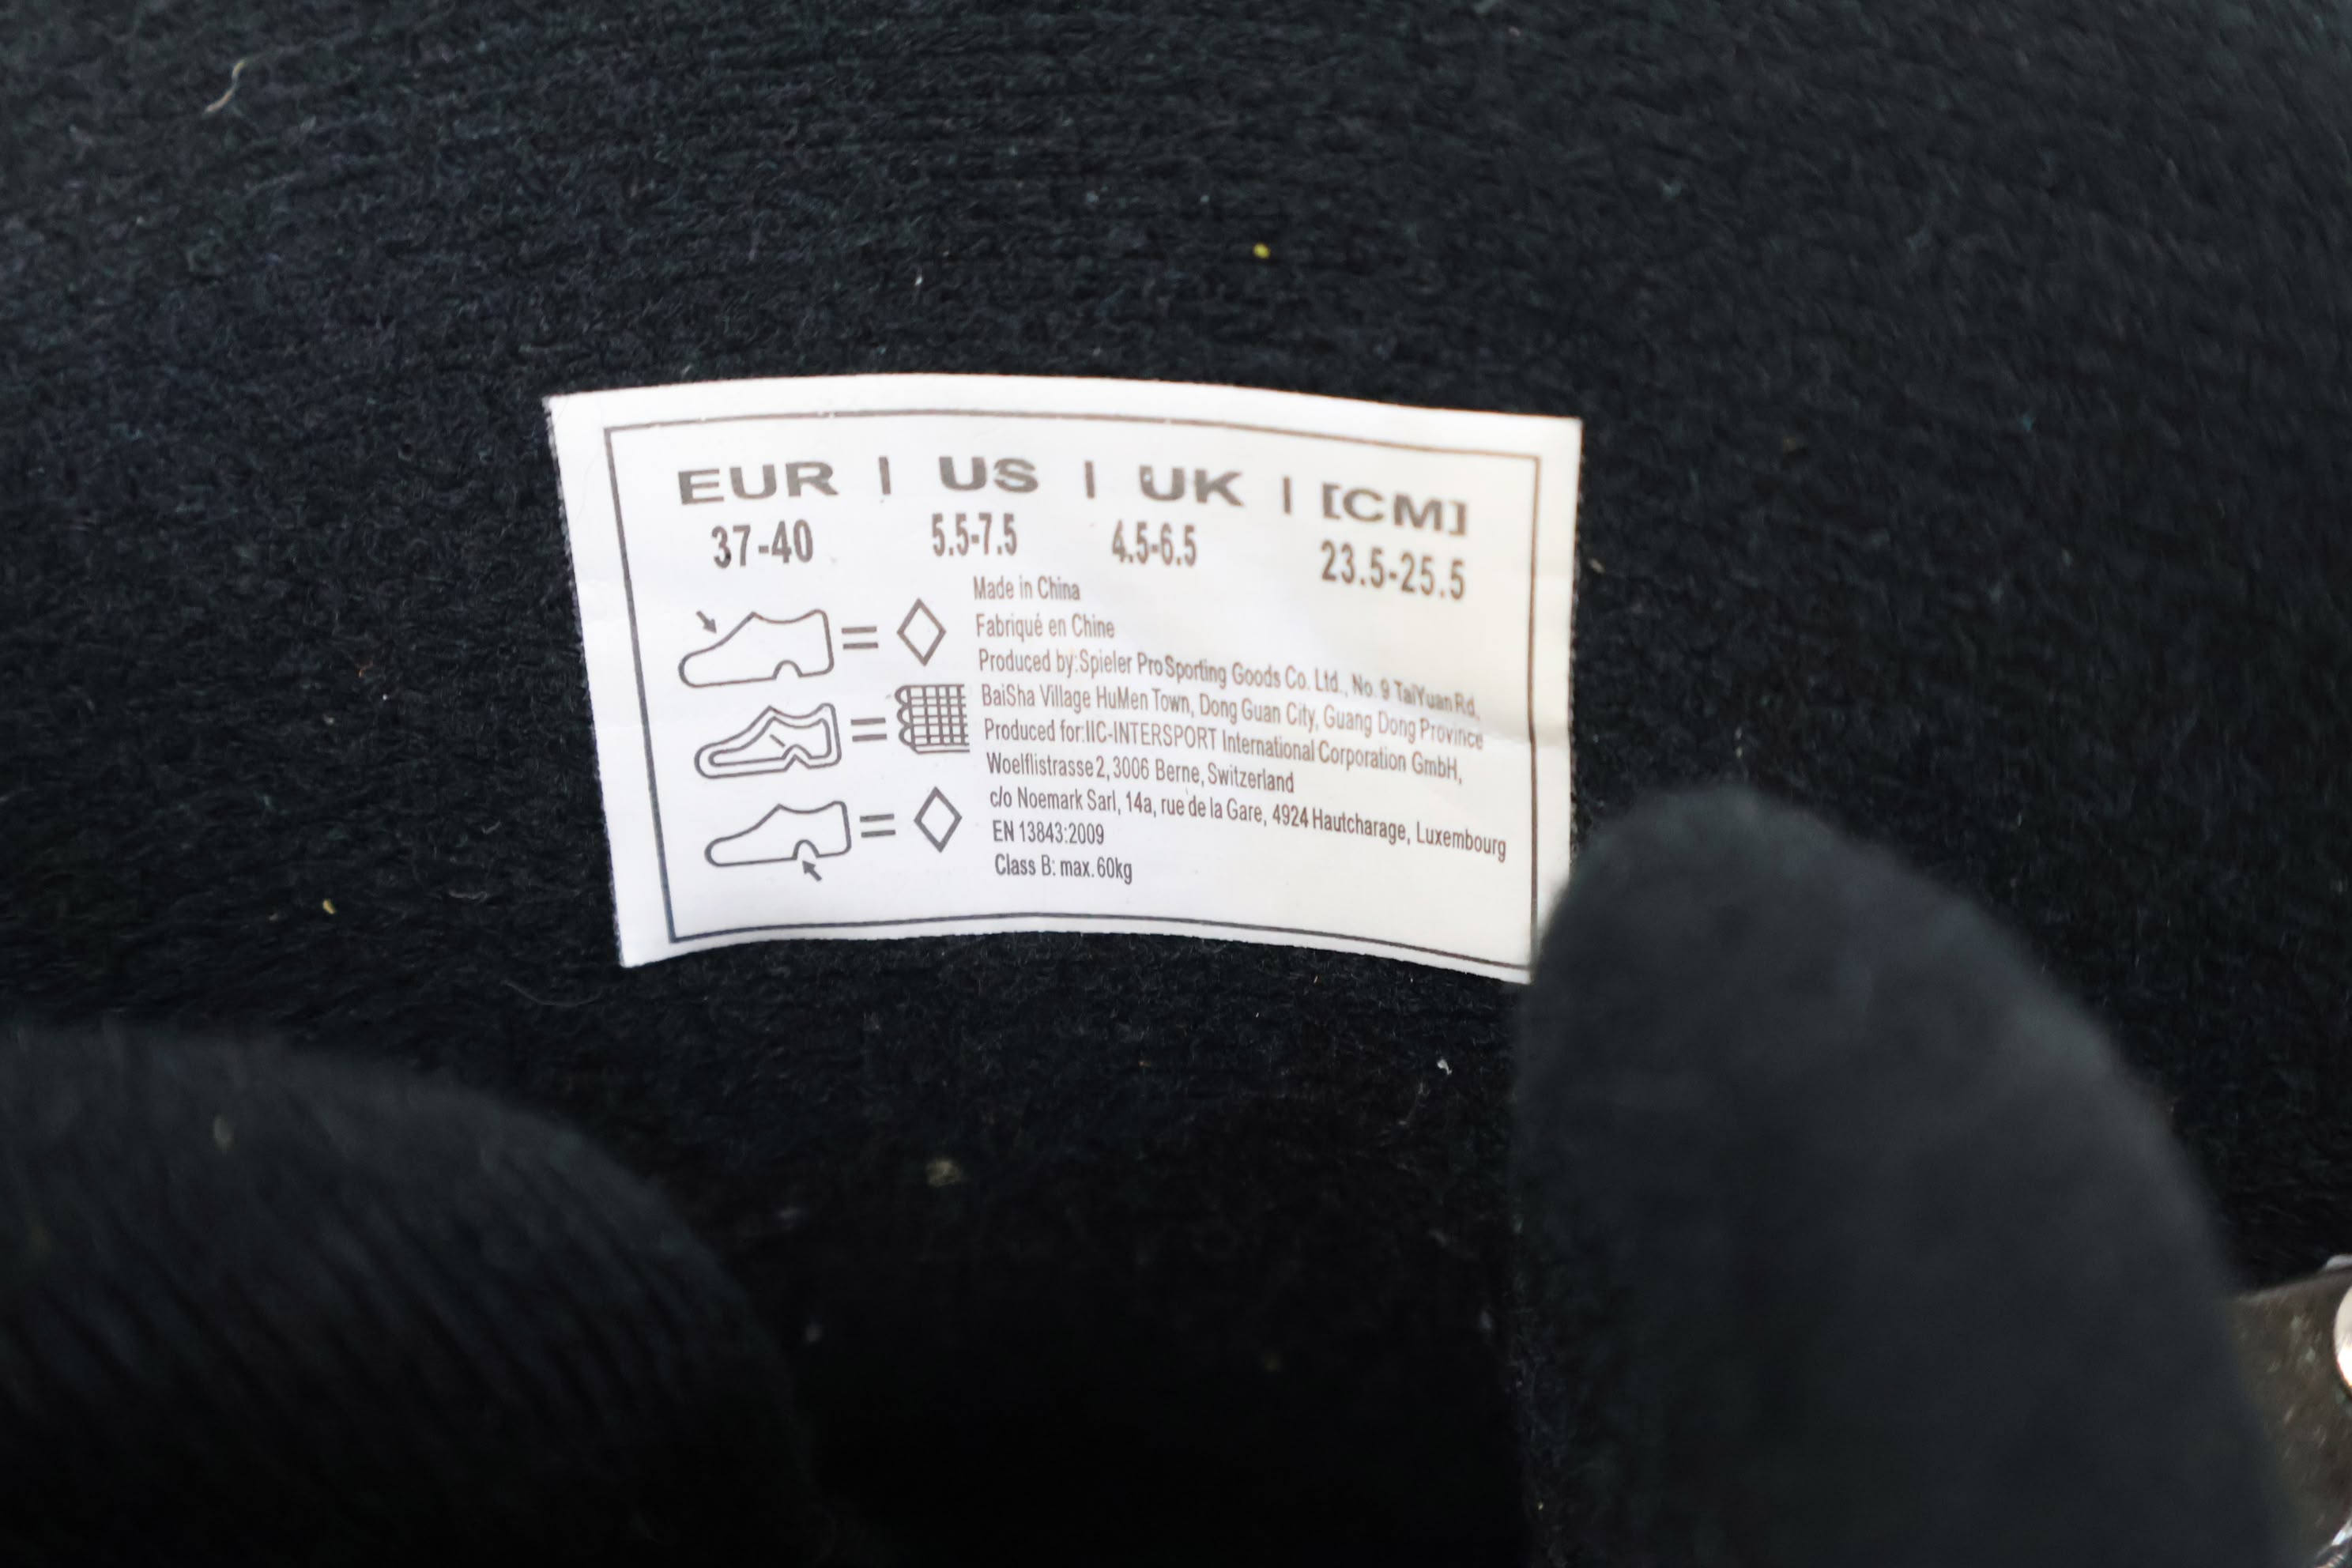 EUR | US | UK | [CM]
37-40 5.5-7.5 4.5-6.5 23.5-25.5
Made in China
Fabriqué en Chine
Produced by:Spieler ProSporting Goods Co. Ltd., No. 9 TaiYuan Rd,
BaiSha Village HuMen Town, Dong Guan City, Guang Dong Province
Produced for:IIC-INTERSPORT International Corporation GmbH,
Woelflistrasse 2, 3006 Berne, Switzerland
c/o Noemark Sarl, 14a, rue de la Gare, 4924 Hautcharage, Luxembourg
EN 13843:2009
Class B: max. 60kg